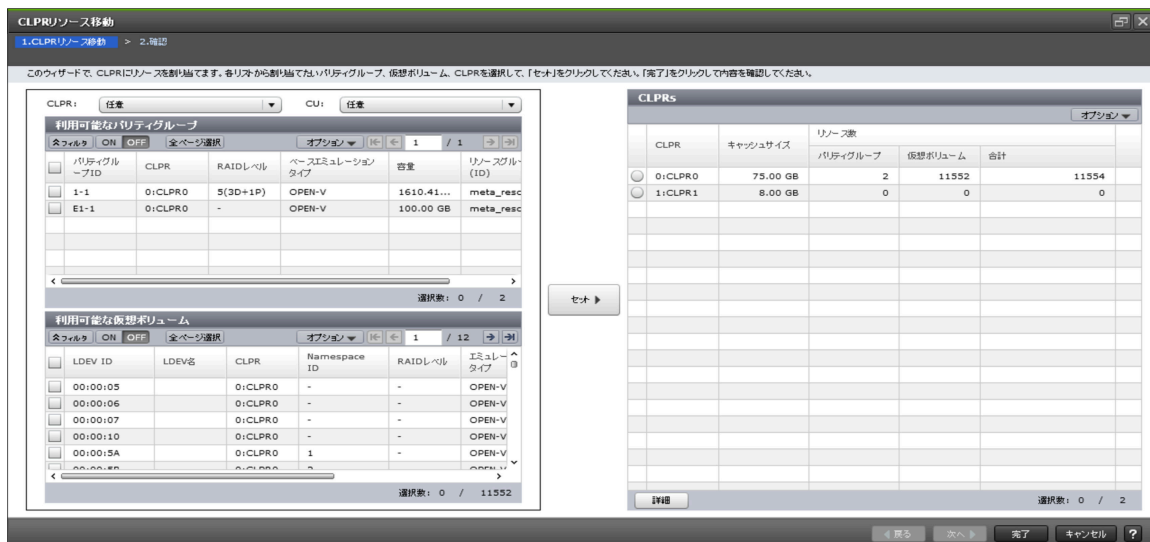 CLPRリソース移動
1.CLPRリソース移動 > 2.確認
このウィザードで、CLPRにリソースを割り当てます。各リストから割り当てたいパリティグループ、仮想ボリューム、CLPRを選択して、「セット」をクリックしてください。「完了」をクリックして内容を確認してください。
CLPR: 任意 CU: 任意
利用可能なパリティグループ
フィルタ ON OFF 全ページ選択 オプション 1 / 1
パリティグループID CLPR RAIDレベル ベースエミュレーションタイプ 容量 リソースグル- (ID)
1-1 0:CLPR0 5(3D+1P) OPEN-V 1610.41... meta_resc
E1-1 0:CLPR0 - OPEN-V 100.00 GB meta_resc
選択数: 0 / 2
利用可能な仮想ボリューム
フィルタ ON OFF 全ページ選択 オプション 1 / 12
LDEV ID LDEV名 CLPR Namespace ID RAIDレベル エミュレー タイプ
00:00:05 0:CLPR0 - - OPEN-V
00:00:06 0:CLPR0 - - OPEN-V
00:00:07 0:CLPR0 - - OPEN-V
00:00:10 0:CLPR0 - - OPEN-V
00:00:5A 0:CLPR0 1 - OPEN-V
選択数: 0 / 11552
セット
CLPRs
オプション
CLPR キャッシュサイズ リソース数
パリティグループ 仮想ボリューム 合計
0:CLPR0 75.00 GB 2 11552 11554
1:CLPR1 8.00 GB 0 0 0
詳細 選択数: 0 / 2
戻る 次へ 完了 キャンセル ?